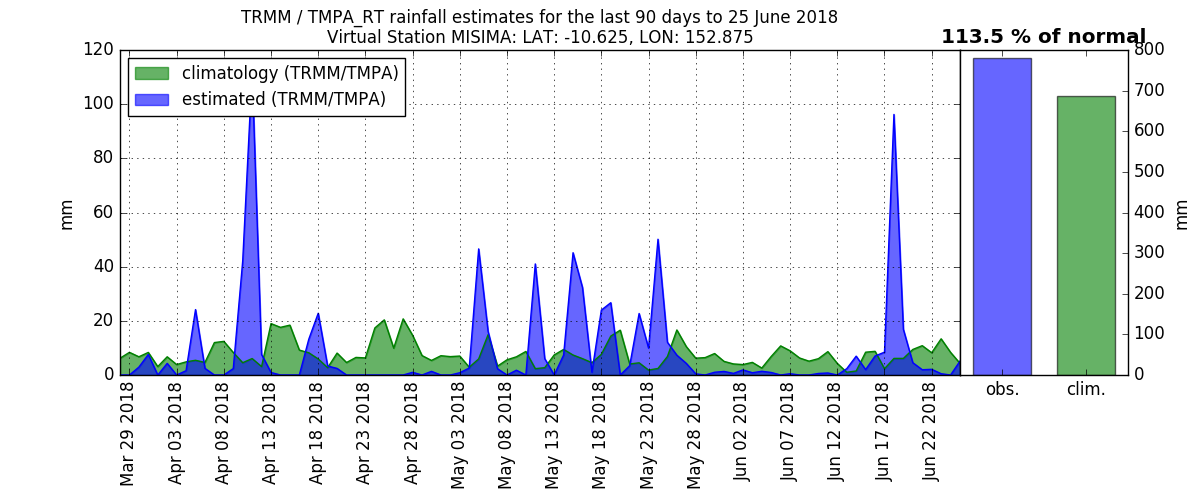 TRMM / TMPA_RT rainfall estimates for the last 90 days to 25 June 2018
Virtual Station MISIMA: LAT: -10.625, LON: 152.875
113.5 % of normal
climatology (TRMM/TMPA)
estimated (TRMM/TMPA)
120
100
80
60
40
20
0
mm
Mar 29 2018
Apr 03 2018
Apr 08 2018
Apr 13 2018
Apr 18 2018
Apr 23 2018
Apr 28 2018
May 03 2018
May 08 2018
May 13 2018
May 18 2018
May 23 2018
May 28 2018
Jun 02 2018
Jun 07 2018
Jun 12 2018
Jun 17 2018
Jun 22 2018
800
700
600
500
400
300
200
100
0
mm
obs.
clim.